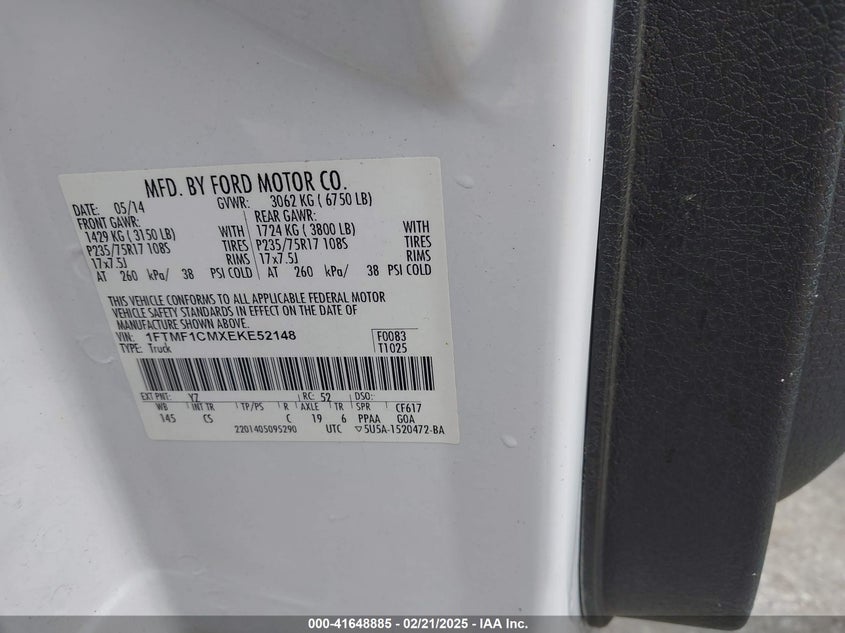 MFD. BY FORD MOTOR CO.
DATE: 05/14 GVWR: 3062 KG ( 6750 LB)
FRONT GAWR: REAR GAWR:
1429 KG ( 3150 LB) WITH 1724 KG ( 3800 LB) WITH
P235/75R17 108S TIRES P235/75R17 108S TIRES
17x7.5J RIMS 17x7.5J RIMS
AT 260 kPa/ 38 PSI COLD AT 260 kPa/ 38 PSI COLD
THIS VEHICLE CONFORMS TO ALL APPLICABLE FEDERAL MOTOR
VEHICLE SAFETY STANDARDS IN EFFECT ON THE DATE OF
MANUFACTURE SHOWN ABOVE.
VIN: 1FTMF1CMXEKE52148 F0083
TYPE: Truck T1025
EXT PNT: YZ RC: 52 DSO:
WB INT TR TP/PS R AXLE TR SPR CF617
145 CS C 19 6 PPAA GOA
2201405095290 UTC ▽5U5A-1520472-BA
000-41648885 - 02/21/2025 - IAA Inc.